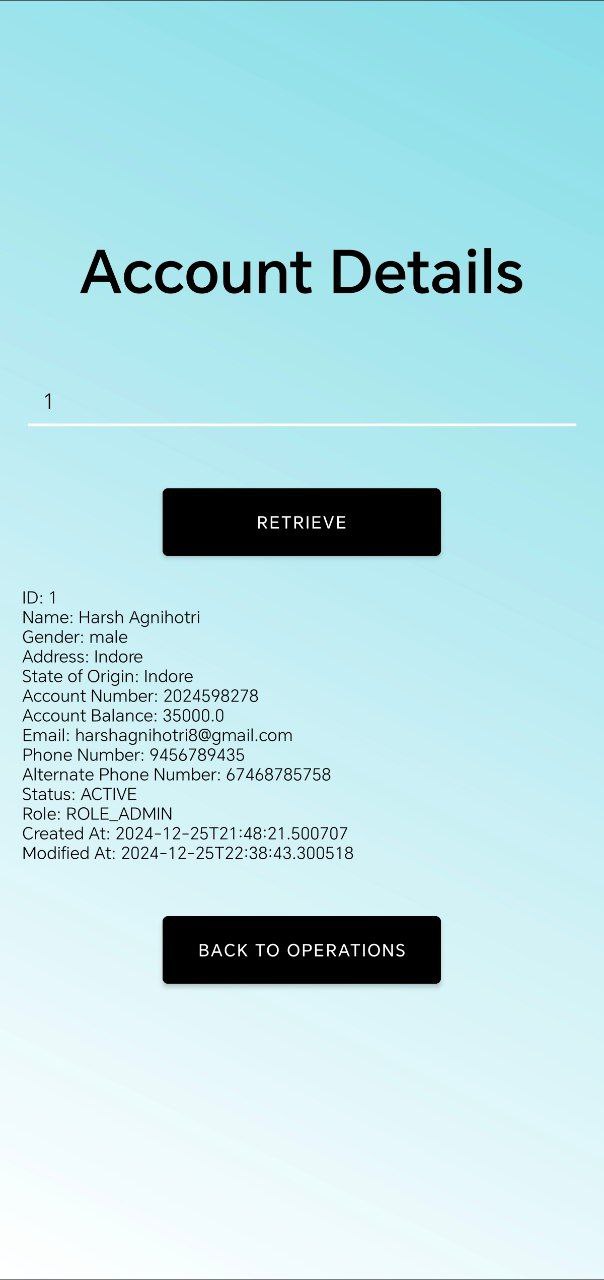 Account Details
1
RETRIEVE
ID: 1
Name: Harsh Agnihotri
Gender: male
Address: Indore
State of Origin: Indore
Account Number: 2024598278
Account Balance: 35000.0
Email: harshagnihotri8@gmail.com
Phone Number: 9456789435
Alternate Phone Number: 67468785758
Status: ACTIVE
Role: ROLE_ADMIN
Created At: 2024-12-25T21:48:21.500707
Modified At: 2024-12-25T22:38:43.300518
BACK TO OPERATIONS